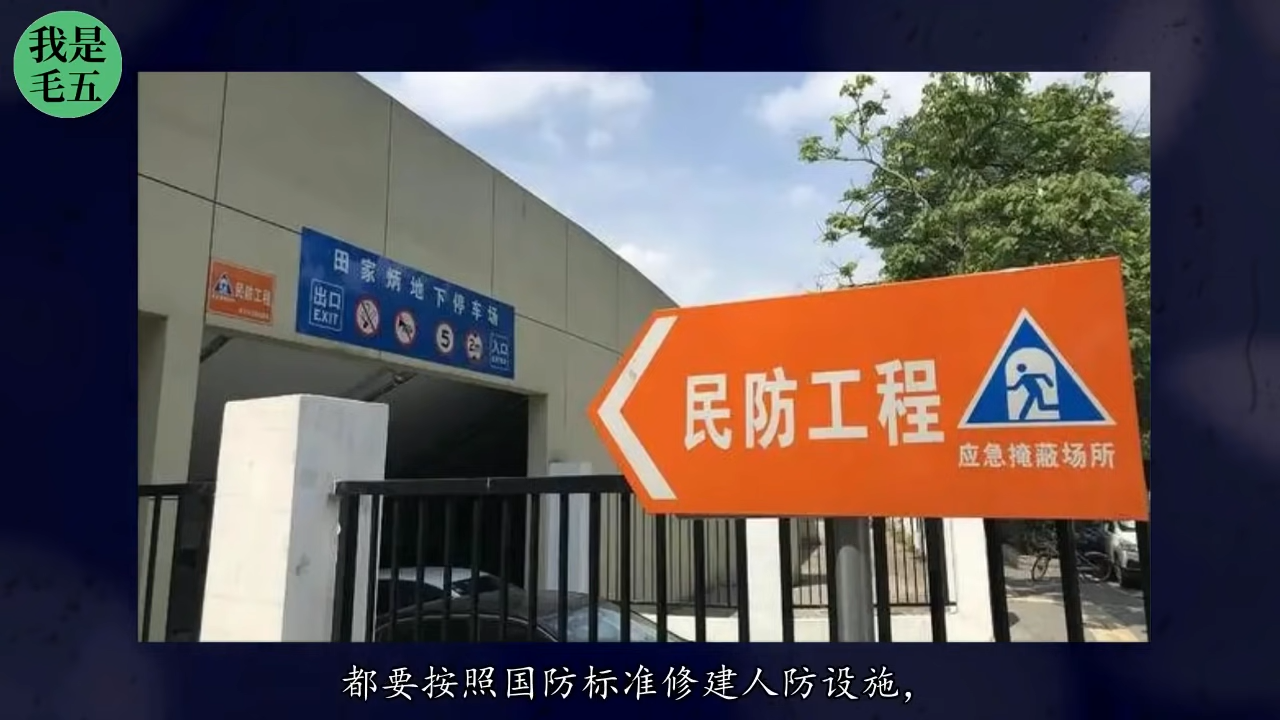 我是
毛五
田家炳地下停车场
出口
EXIT
5
2m
入口
民防工程
民防工程
应急掩蔽场所
都要按照国防标准修建人防设施,